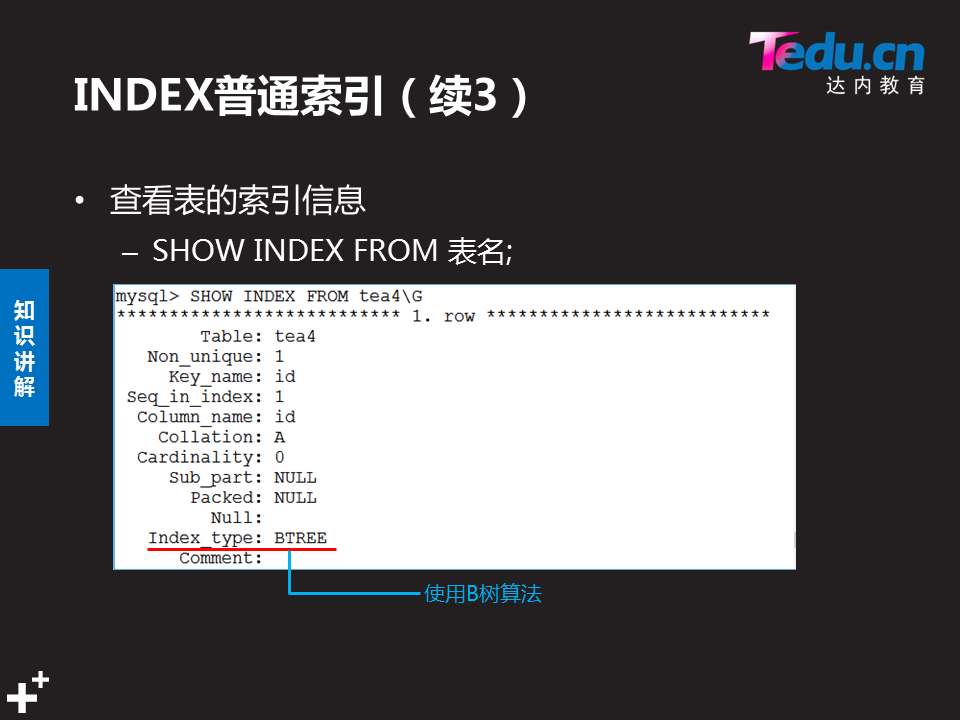 Tedu.cn
达内教育
INDEX普通索引（续3）
• 查看表的索引信息
– SHOW INDEX FROM 表名;
知识讲解
mysql> SHOW INDEX FROM tea4\G
*************************** 1. row ***************************
Table: tea4
Non_unique: 1
Key_name: id
Seq_in_index: 1
Column_name: id
Collation: A
Cardinality: 0
Sub_part: NULL
Packed: NULL
Null:
Index_type: BTREE
Comment:
使用B树算法